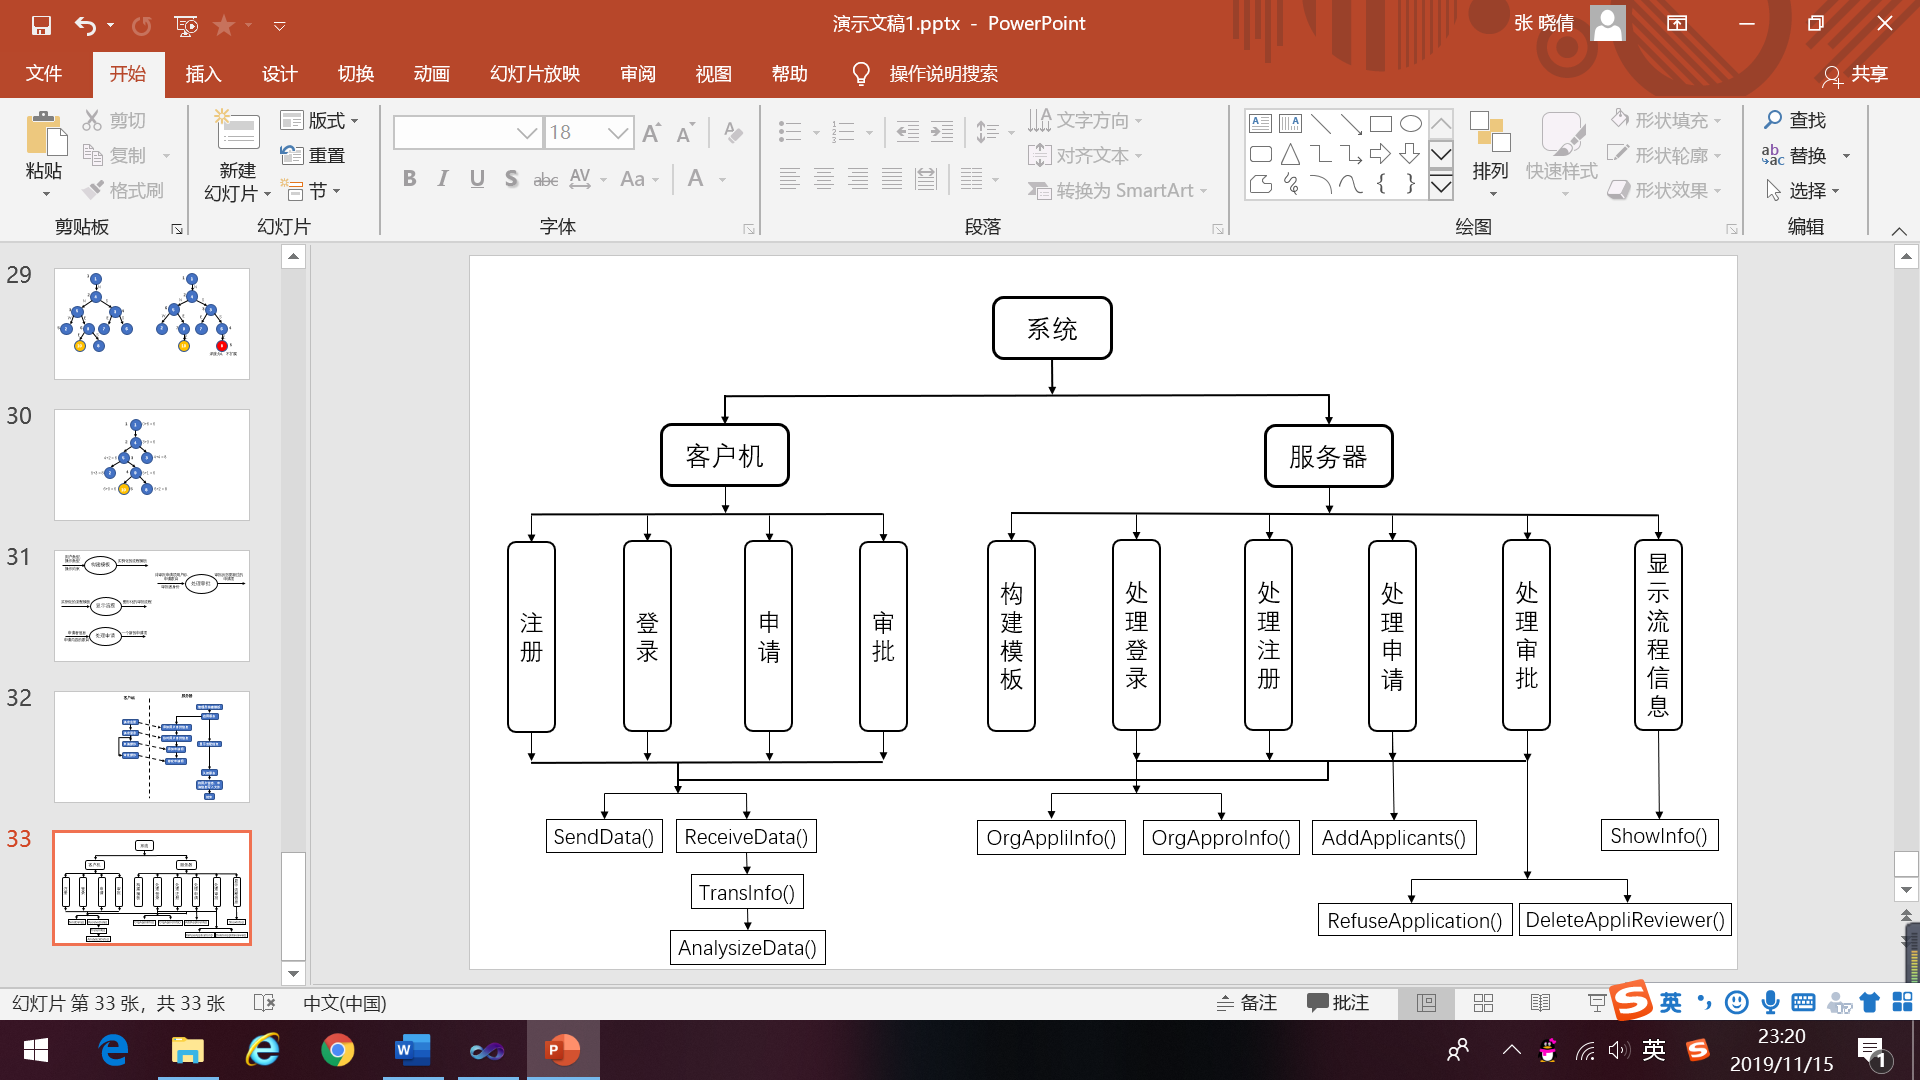 演示文稿1.pptx - PowerPoint
张 晓倩
文件 开始 插入 设计 切换 动画 幻灯片放映 审阅 视图 帮助 操作说明搜索 共享
粘贴 剪切 复制 格式刷 剪贴板
新建 幻灯片 版式 重置 节 幻灯片
18
B I U S abc AV Aa A 字体
文字方向 对齐文本 转换为 SmartArt 段落
排列 快速样式 形状填充 形状轮廓 形状效果 绘图
查找 替换 选择 编辑
29
30
31
32
33
系统
客户机 服务器
注册 登录 申请 审批 构建模板 处理登录 处理注册 处理申请 处理审批 显示流程信息
SendData() ReceiveData() OrgAppliInfo() OrgApproInfo() AddApplicants() ShowInfo()
TransInfo()
RefuseApplication() DeleteAppliReviewer()
AnalysizeData()
幻灯片 第 33 张，共 33 张 中文(中国) 备注 批注 英
英
23:20
2019/11/15
1